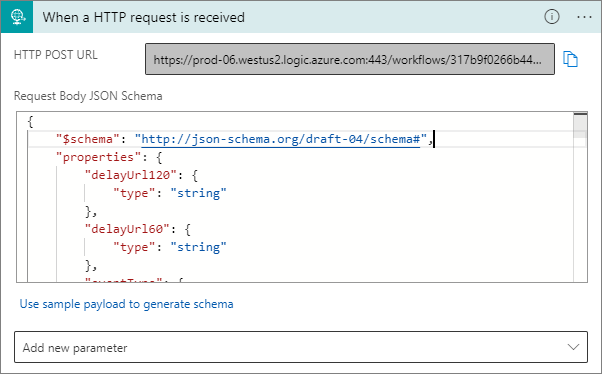 When a HTTP request is received
HTTP POST URL
https://prod-06.westus2.logic.azure.com:443/workflows/317b9f0266b44...
Request Body JSON Schema
{
"$schema": "http://json-schema.org/draft-04/schema#",
"properties": {
"delayUrl120": {
"type": "string"
},
"delayUrl60": {
"type": "string"
},
"eventType": {
Use sample payload to generate schema
Add new parameter